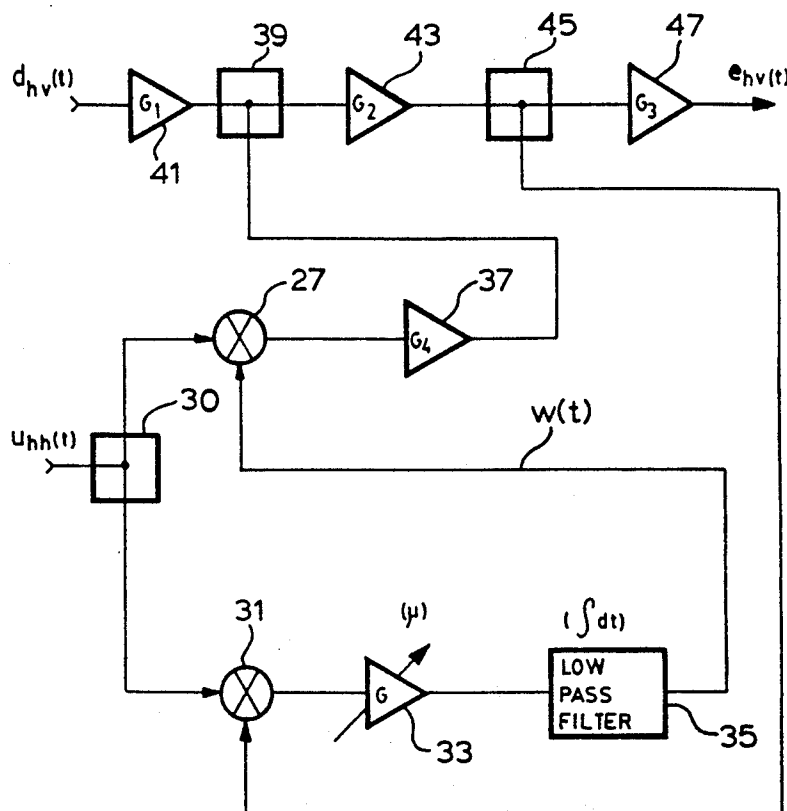 39
43
45
47
d_hv(t)
e_hv(t)
G1
G2
G3
41
27
37
G4
30
u_hh(t)
w(t)
31
(μ)
(∫dt)
G
LOW
PASS
FILTER
33
35